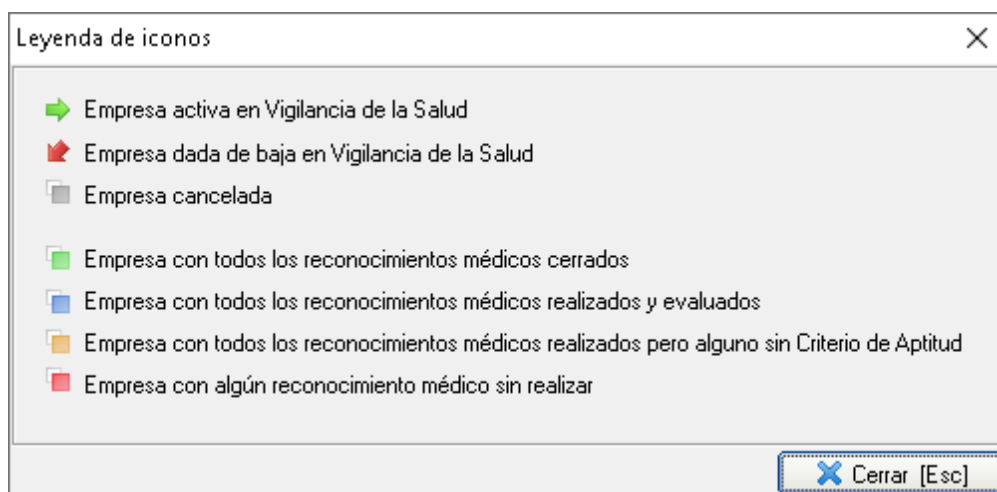 Leyenda de iconos
Empresa activa en Vigilancia de la Salud
Empresa dada de baja en Vigilancia de la Salud
Empresa cancelada
Empresa con todos los reconocimientos médicos cerrados
Empresa con todos los reconocimientos médicos realizados y evaluados
Empresa con todos los reconocimientos médicos realizados pero alguno sin Criterio de Aptitud
Empresa con algún reconocimiento médico sin realizar
Cerrar [Esc]